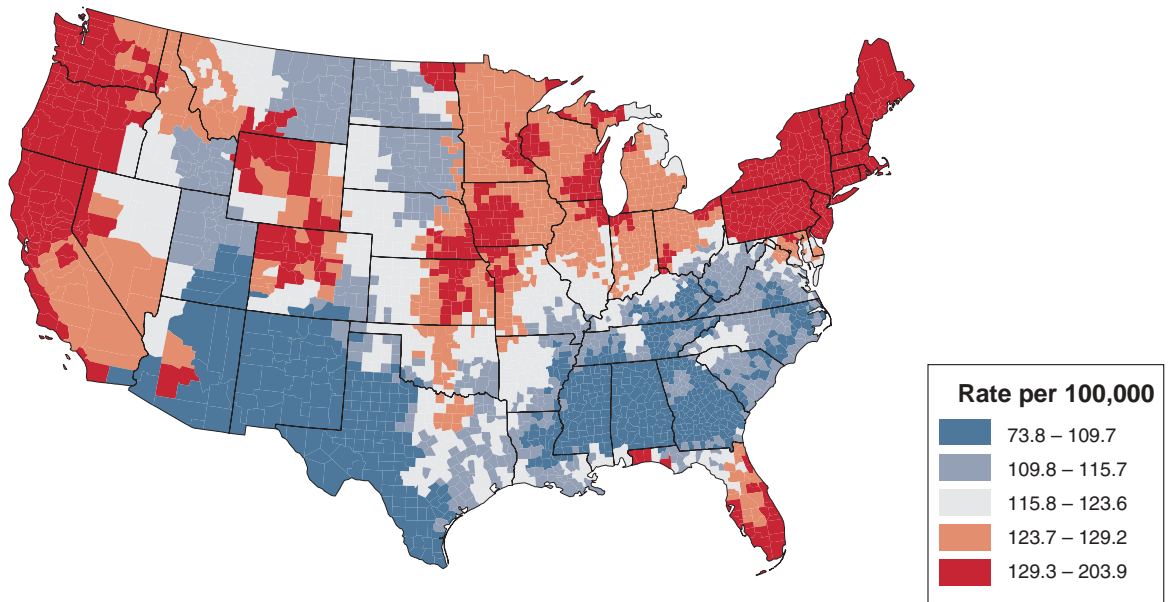 Rate per 100,000
73.8 – 109.7
109.8 – 115.7
115.8 – 123.6
123.7 – 129.2
129.3 – 203.9